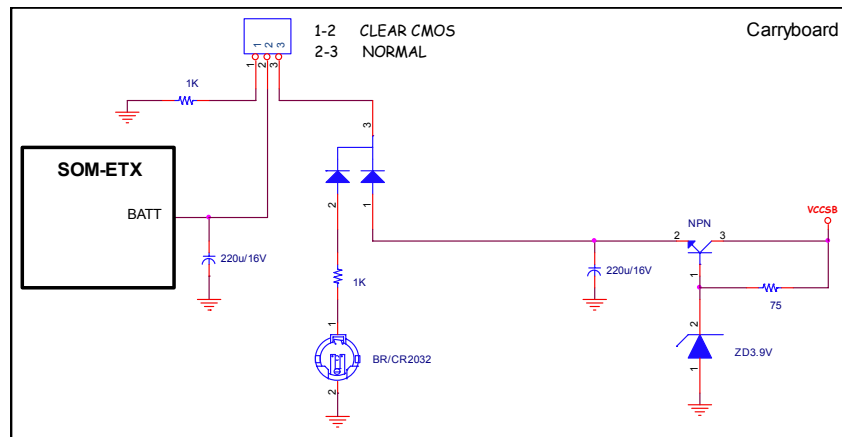 1-2 CLEAR CMOS
2-3 NORMAL
Carryboard
1 2 3
1 2 3
1K
SOM-ETX
BATT
220u/16V
3
2 1
1K
1
BR/CR2032
2
220u/16V
NPN
2 3
1
VCCSB
75
2
ZD3.9V
1